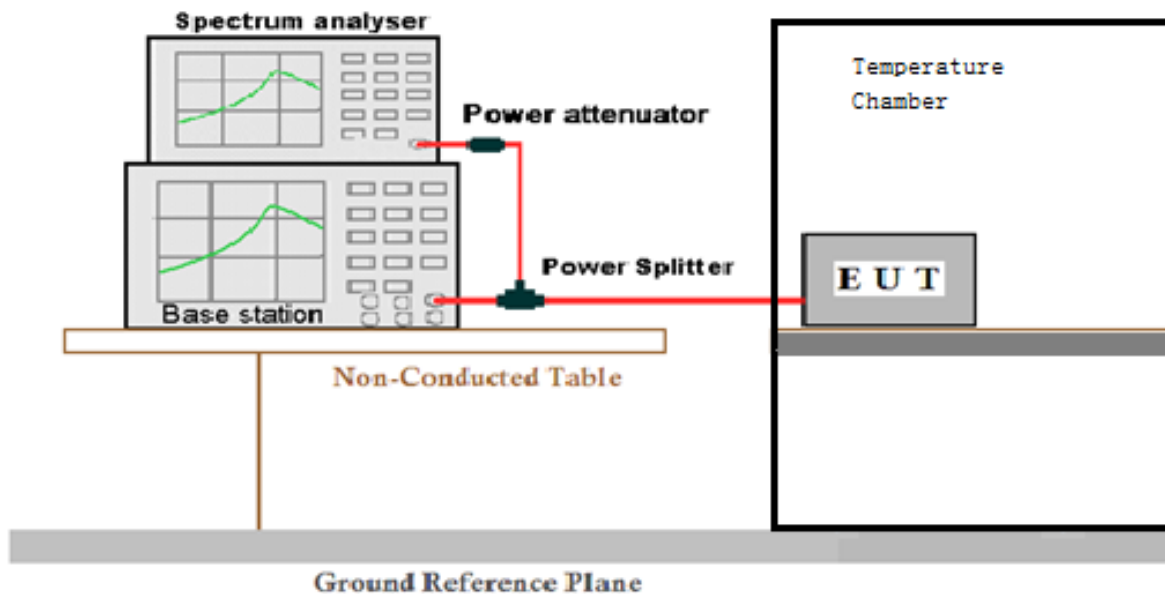 Spectrum analyser
Temperature
Chamber
Power attenuator
Power Splitter
E U T
Base station
Non-Conducted Table
Ground Reference Plane